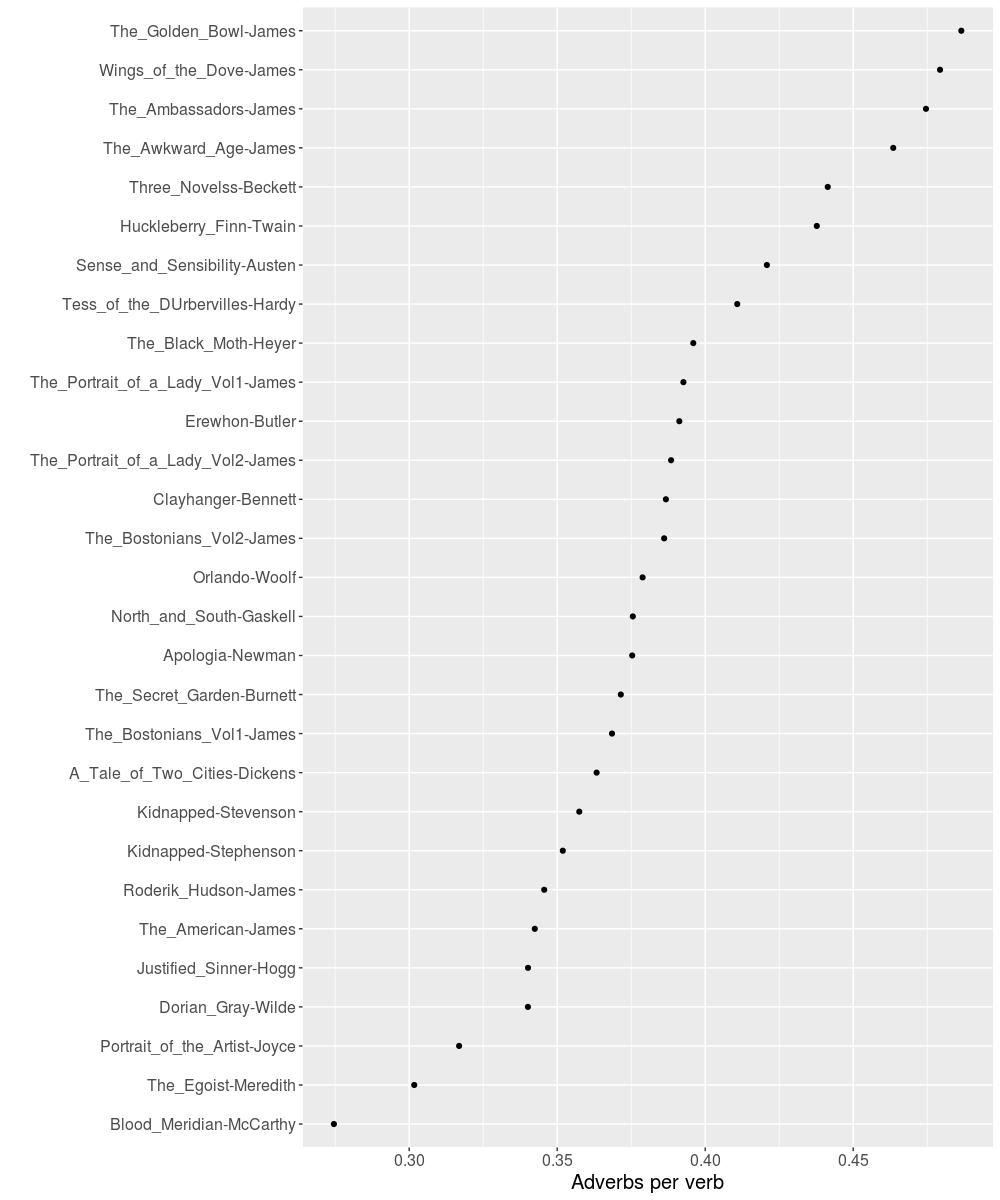 The_Golden_Bowl-James
Wings_of_the_Dove-James
The_Ambassadors-James
The_Awkward_Age-James
Three_Novelss-Beckett
Huckleberry_Finn-Twain
Sense_and_Sensibility-Austen
Tess_of_the_DUrbervilles-Hardy
The_Black_Moth-Heyer
The_Portrait_of_a_Lady_Vol1-James
Erewhon-Butler
The_Portrait_of_a_Lady_Vol2-James
Clayhanger-Bennett
The_Bostonians_Vol2-James
Orlando-Woolf
North_and_South-Gaskell
Apologia-Newman
The_Secret_Garden-Burnett
The_Bostonians_Vol1-James
A_Tale_of_Two_Cities-Dickens
Kidnapped-Stevenson
Kidnapped-Stephenson
Roderik_Hudson-James
The_American-James
Justified_Sinner-Hogg
Dorian_Gray-Wilde
Portrait_of_the_Artist-Joyce
The_Egoist-Meredith
Blood_Meridian-McCarthy
0.30 0.35 0.40 0.45
Adverbs per verb